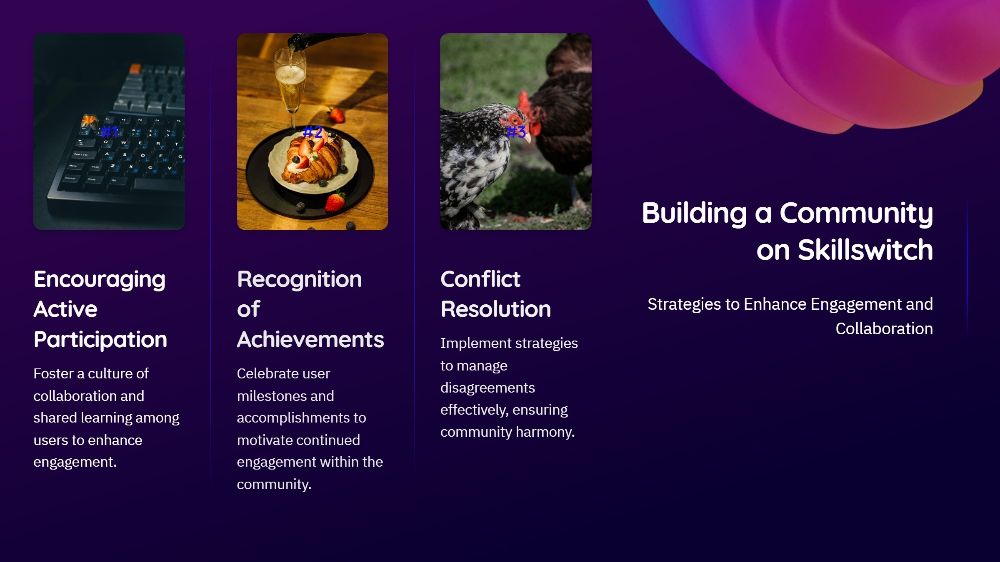 #1
Encouraging
Active
Participation
Foster a culture of
collaboration and
shared learning among
users to enhance
engagement.
#2
Recognition
of
Achievements
Celebrate user
milestones and
accomplishments to
motivate continued
engagement within the
community.
#3
Conflict
Resolution
Implement strategies
to manage
disagreements
effectively, ensuring
community harmony.
Building a Community
on Skillswitch
Strategies to Enhance Engagement and
Collaboration